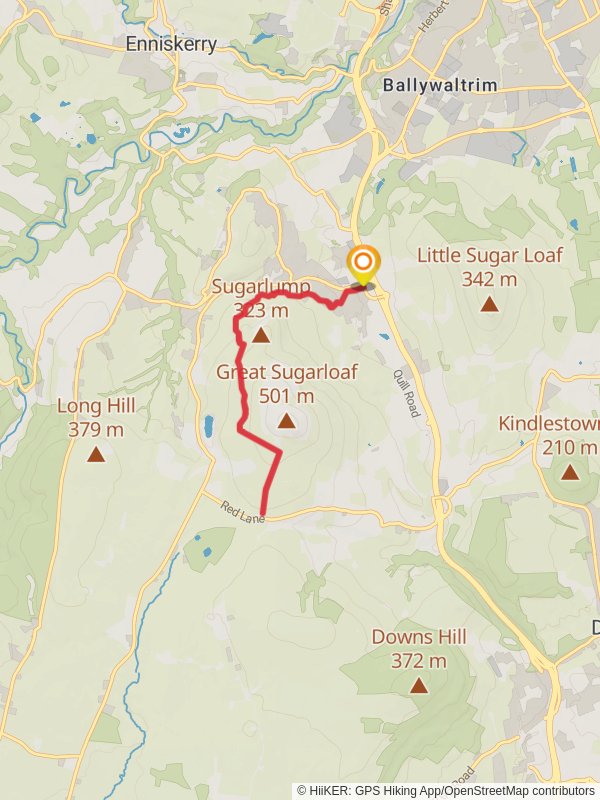 Enniskerry
Herbert
Ballywaltrim
Little Sugar Loaf
342 m
Sugarlump
323 m
Great Sugarloaf
501 m
Quill Road
Long Hill
379 m
Kindlestown
210 m
Red Lane
Downs Hill
372 m
D
Road
© HiiKER: GPS Hiking App/OpenStreetMap contributors